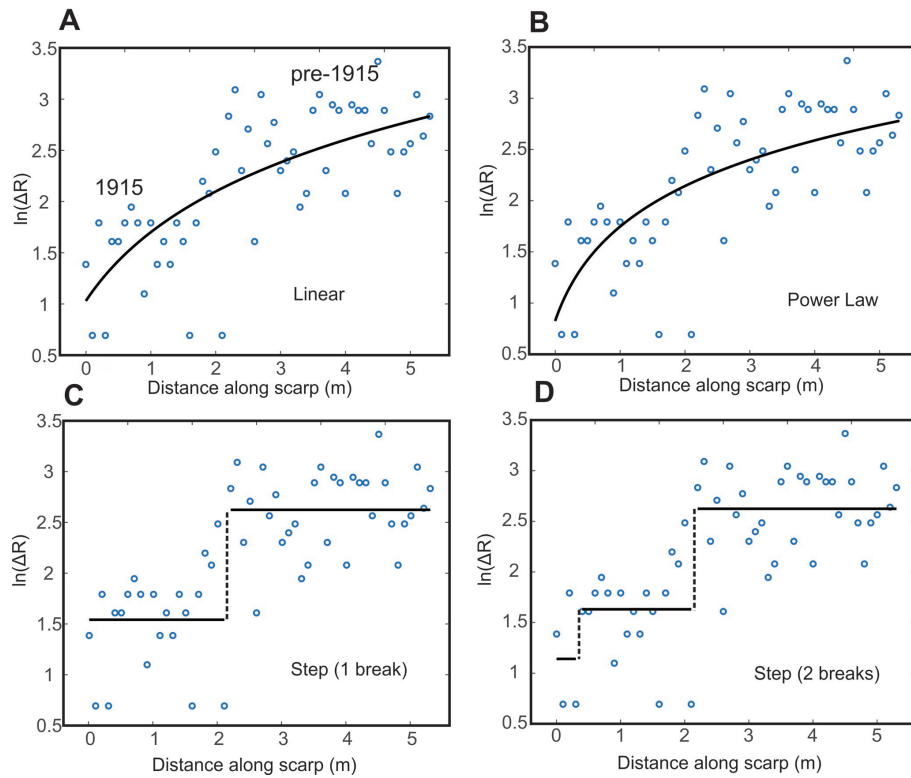 A
B
3.5
3
2.5
2
1.5
1
0.5
ln(ΔR)
pre-1915
1915
Linear
0 1 2 3 4 5
Distance along scarp (m)
3.5
3
2.5
2
1.5
1
0.5
ln(ΔR)
Power Law
0 1 2 3 4 5
Distance along scarp (m)
C
D
3.5
3
2.5
2
1.5
1
0.5
ln(ΔR)
Step (1 break)
0 1 2 3 4 5
Distance along scarp (m)
3.5
3
2.5
2
1.5
1
0.5
ln(ΔR)
Step (2 breaks)
0 1 2 3 4 5
Distance along scarp (m)